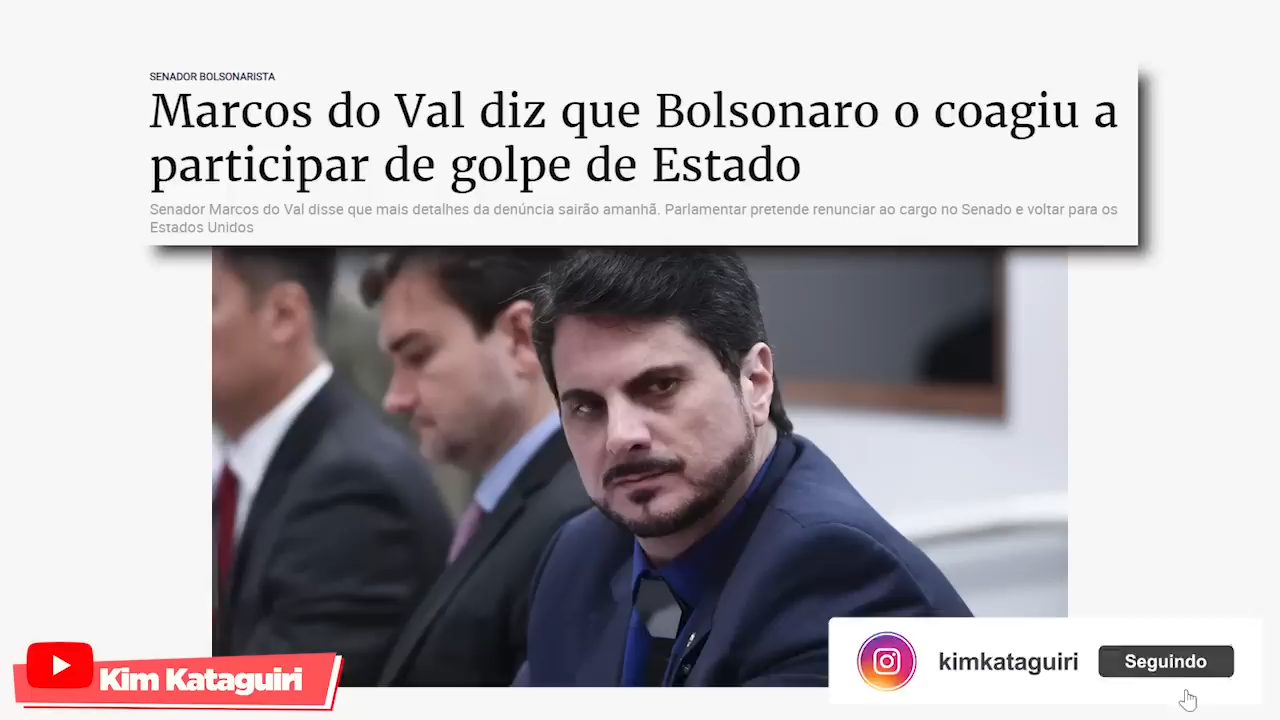 SENADOR BOLSONARISTA
Marcos do Val diz que Bolsonaro o coagiu a
participar de golpe de Estado
Senador Marcos do Val disse que mais detalhes da denúncia sairão amanhã. Parlamentar pretende renunciar ao cargo no Senado e voltar para os
Estados Unidos
Kim Kataguiri
kimkataguiri
Seguindo